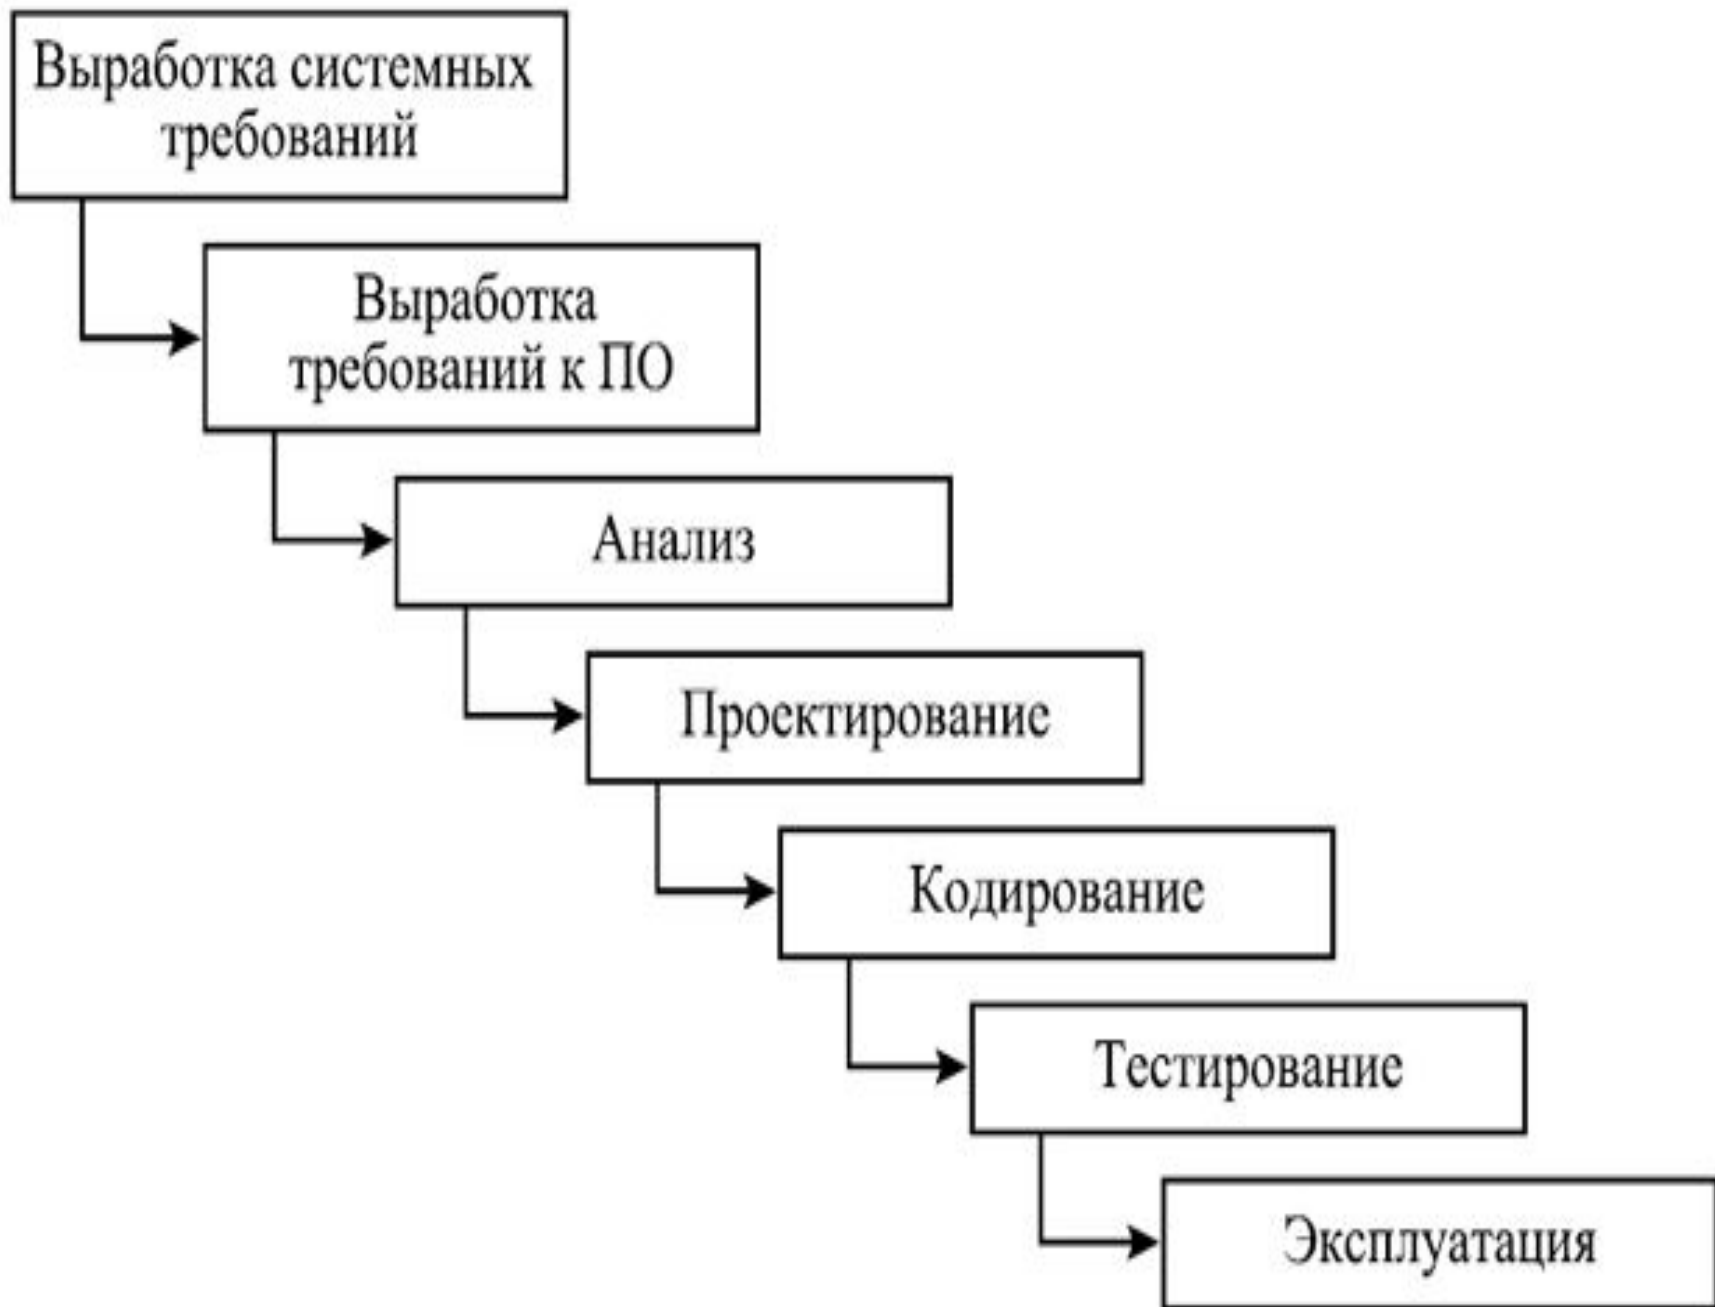 Выработка системных
требований
Выработка
требований к ПО
Анализ
Проектирование
Кодирование
Тестирование
Эксплуатация